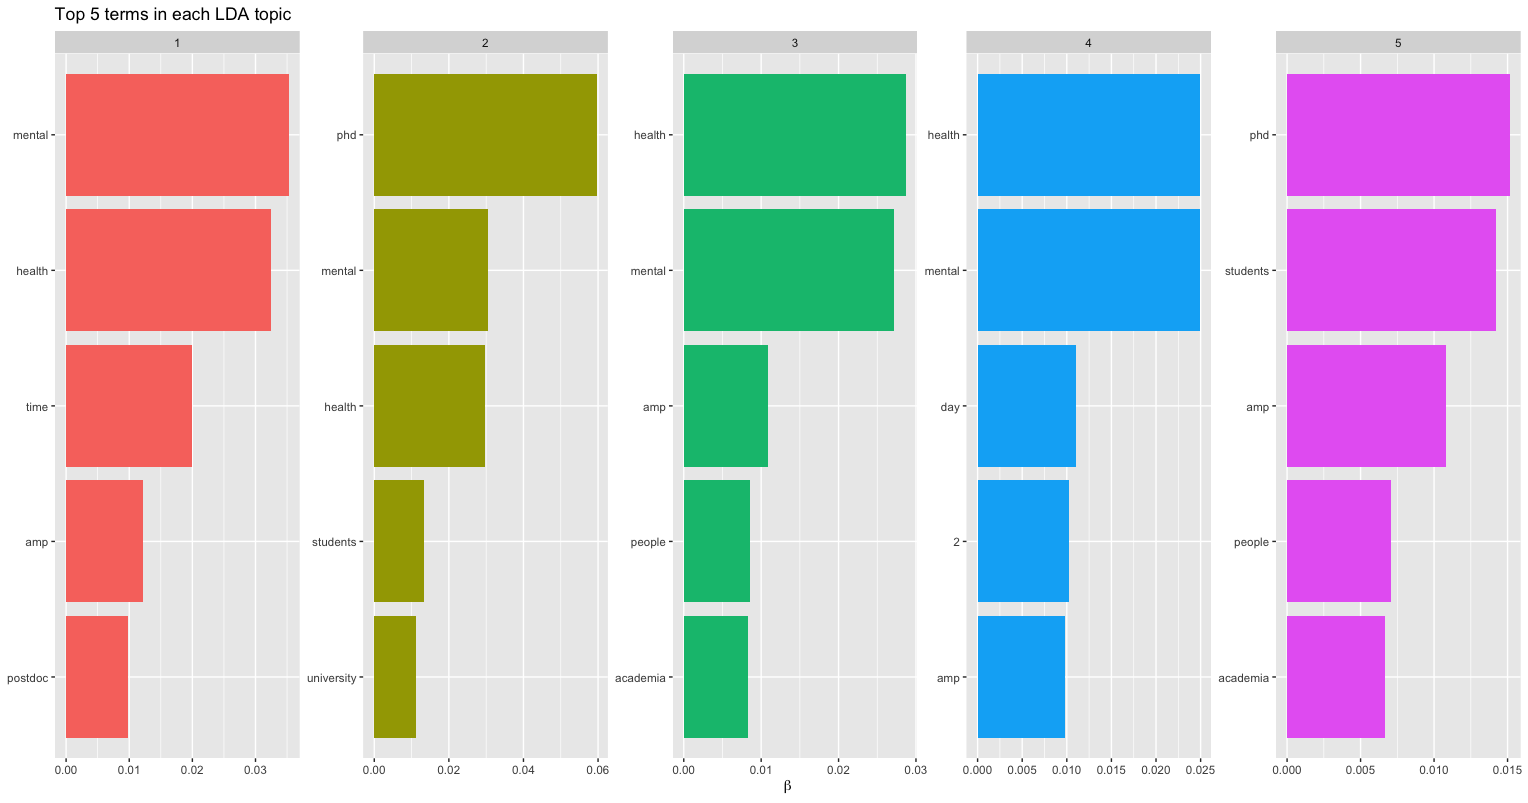 Top 5 terms in each LDA topic
1
mental
health
time
amp
postdoc
0.00 0.01 0.02 0.03
2
phd
mental
health
students
university
0.00 0.02 0.04 0.06
3
health
mental
amp
people
academia
0.00 0.01 0.02 0.03
4
health
mental
day
2
amp
0.000 0.005 0.010 0.015 0.020 0.025
5
phd
students
amp
people
academia
0.000 0.005 0.010 0.015
β